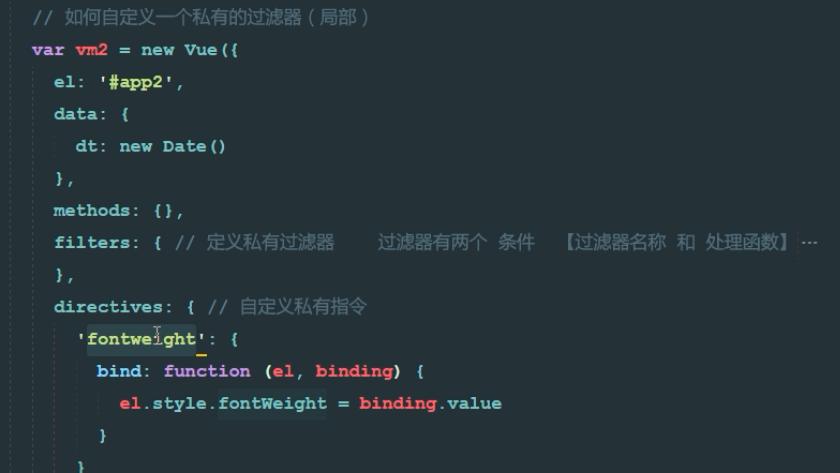 // 如何自定义一个私有的过滤器（局部）
var vm2 = new Vue({
el: '#app2',
data: {
dt: new Date()
},
methods: {},
filters: { // 定义私有过滤器    过滤器有两个 条件  【过滤器名称 和 处理函数】···
},
directives: { // 自定义私有指令
'fontweight': {
bind: function (el, binding) {
el.style.fontWeight = binding.value
}
}